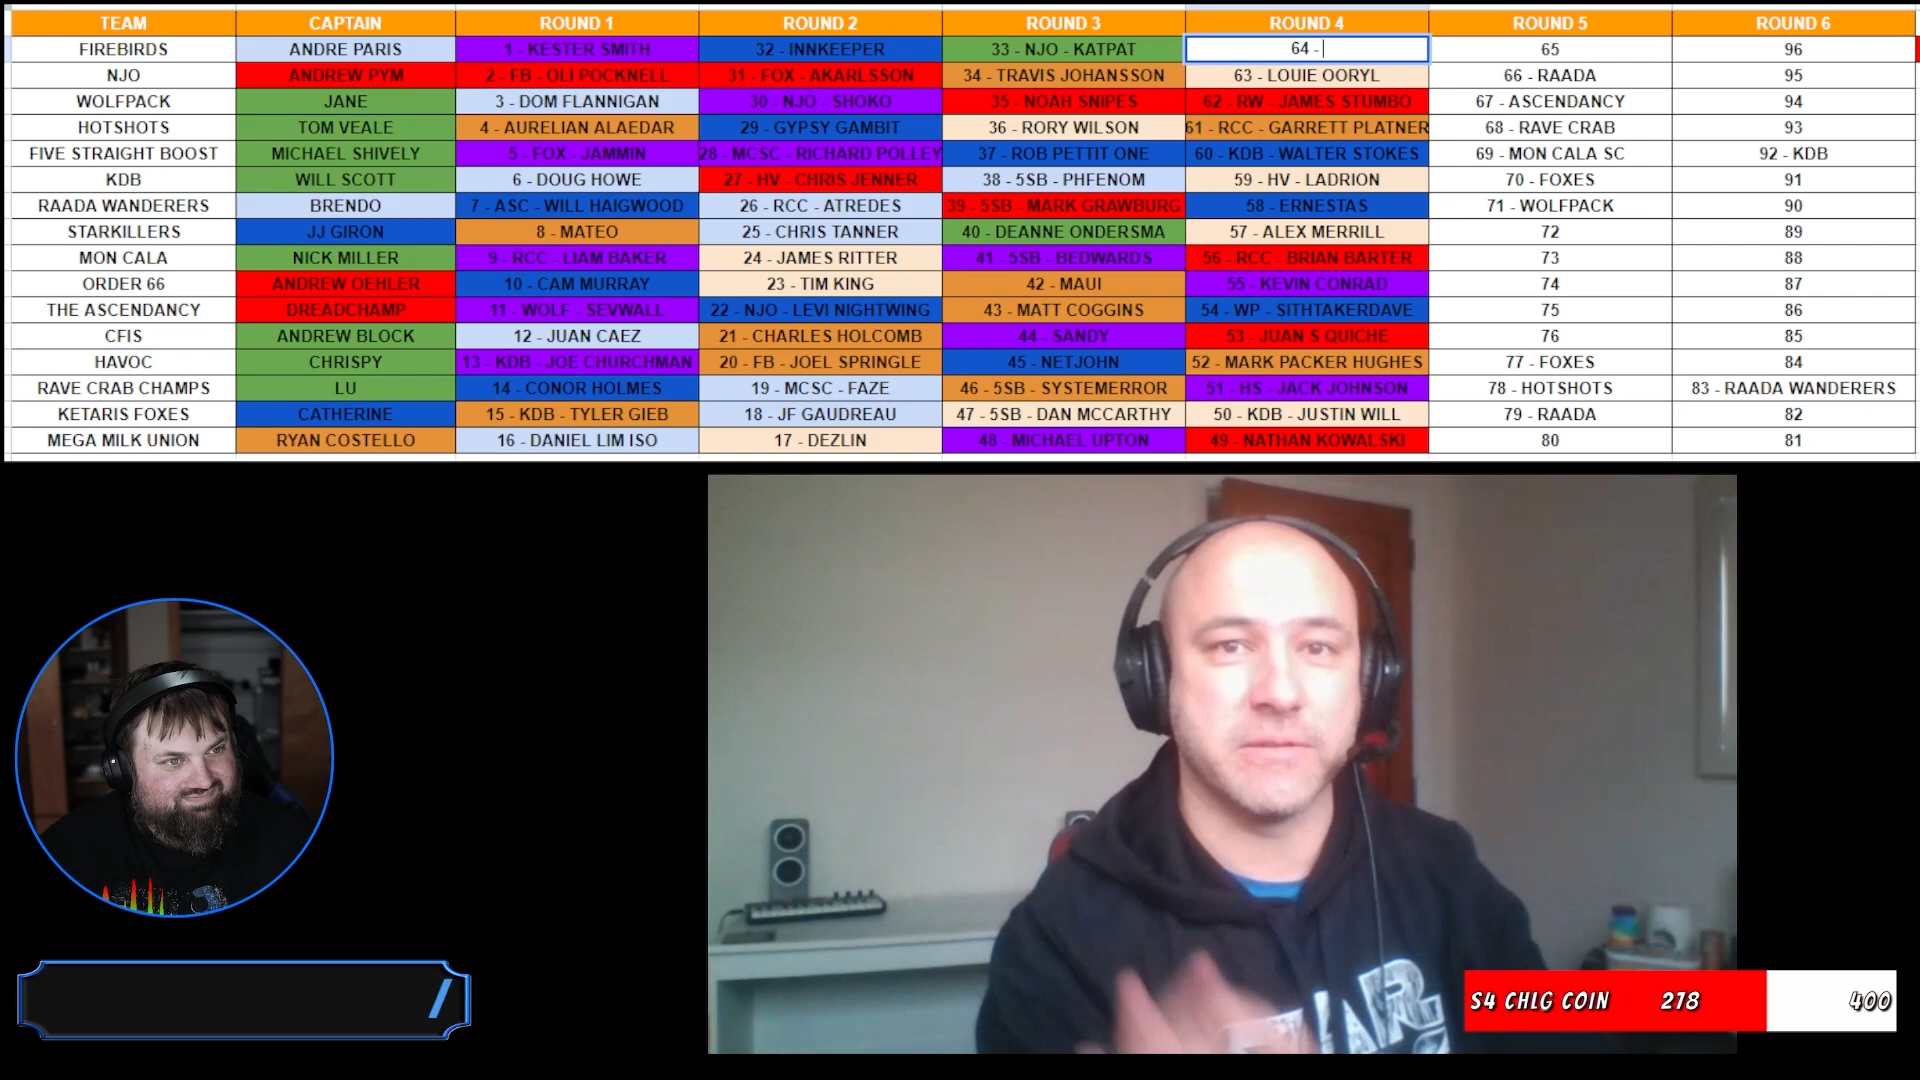 TEAM CAPTAIN ROUND 1 ROUND 2 ROUND 3 ROUND 4 ROUND 5 ROUND 6
FIREBIRDS ANDRE PARIS 1 - KESTER SMITH 32 - INNKEEPER 33 - NJO - KATPAT 64 - 65 96
NJO ANDREW PYM 2 - FB - OLI POCKNELL 31 - FOX - AKARLSSON 34 - TRAVIS JOHANSSON 63 - LOUIE OORYL 66 - RAADA 95
WOLFPACK JANE 3 - DOM FLANNIGAN 30 - NJO - SHOKO 35 - NOAH SNIPES 62 - RW - JAMES STUMBO 67 - ASCENDANCY 94
HOTSHOTS TOM VEALE 4 - AURELIAN ALAEDAR 29 - GYPSY GAMBIT 36 - RORY WILSON 61 - RCC - GARRETT PLATNER 68 - RAVE CRAB 93
FIVE STRAIGHT BOOST MICHAEL SHIVELY 5 - FOX - JAMMIN 28 - MCSC - RICHARD POLLEY 37 - ROB PETTIT ONE 60 - KDB - WALTER STOKES 69 - MON CALA SC 92 - KDB
KDB WILL SCOTT 6 - DOUG HOWE 27 - HV - CHRIS JENNER 38 - 5SB - PHFENOM 59 - HV - LADRION 70 - FOXES 91
RAADA WANDERERS BRENDO 7 - ASC - WILL HAIGWOOD 26 - RCC - ATREDES 39 - 5SB - MARK GRAWBURG 58 - ERNESTAS 71 - WOLFPACK 90
STARKILLERS JJ GIRON 8 - MATEO 25 - CHRIS TANNER 40 - DEANNE ONDERSMA 57 - ALEX MERRILL 72 89
MON CALA NICK MILLER 9 - RCC - LIAM BAKER 24 - JAMES RITTER 41 - 5SB - BEDWARDS 56 - RCC - BRIAN BARTER 73 88
ORDER 66 ANDREW OEHLER 10 - CAM MURRAY 23 - TIM KING 42 - MAUI 55 - KEVIN CONRAD 74 87
THE ASCENDANCY DREADCHAMP 11 - WOLF - SEVWALL 22 - NJO - LEVI NIGHTWING 43 - MATT COGGINS 54 - WP - SITHTAKERDAVE 75 86
CFIS ANDREW BLOCK 12 - JUAN CAEZ 21 - CHARLES HOLCOMB 44 - SANDY 53 - JUAN S QUICHE 76 85
HAVOC CHRISPY 13 - KDB - JOE CHURCHMAN 20 - FB - JOEL SPRINGLE 45 - NETJOHN 52 - MARK PACKER HUGHES 77 - FOXES 84
RAVE CRAB CHAMPS LU 14 - CONOR HOLMES 19 - MCSC - FAZE 46 - 5SB - SYSTEMERROR 51 - HS - JACK JOHNSON 78 - HOTSHOTS 83 - RAADA WANDERERS
KETARIS FOXES CATHERINE 15 - KDB - TYLER GIEB 18 - JF GAUDREAU 47 - 5SB - DAN MCCARTHY 50 - KDB - JUSTIN WILL 79 - RAADA 82
MEGA MILK UNION RYAN COSTELLO 16 - DANIEL LIM ISO 17 - DEZLIN 48 - MICHAEL UPTON 49 - NATHAN KOWALSKI 80 81
/
S4 CHLG COIN 278 400